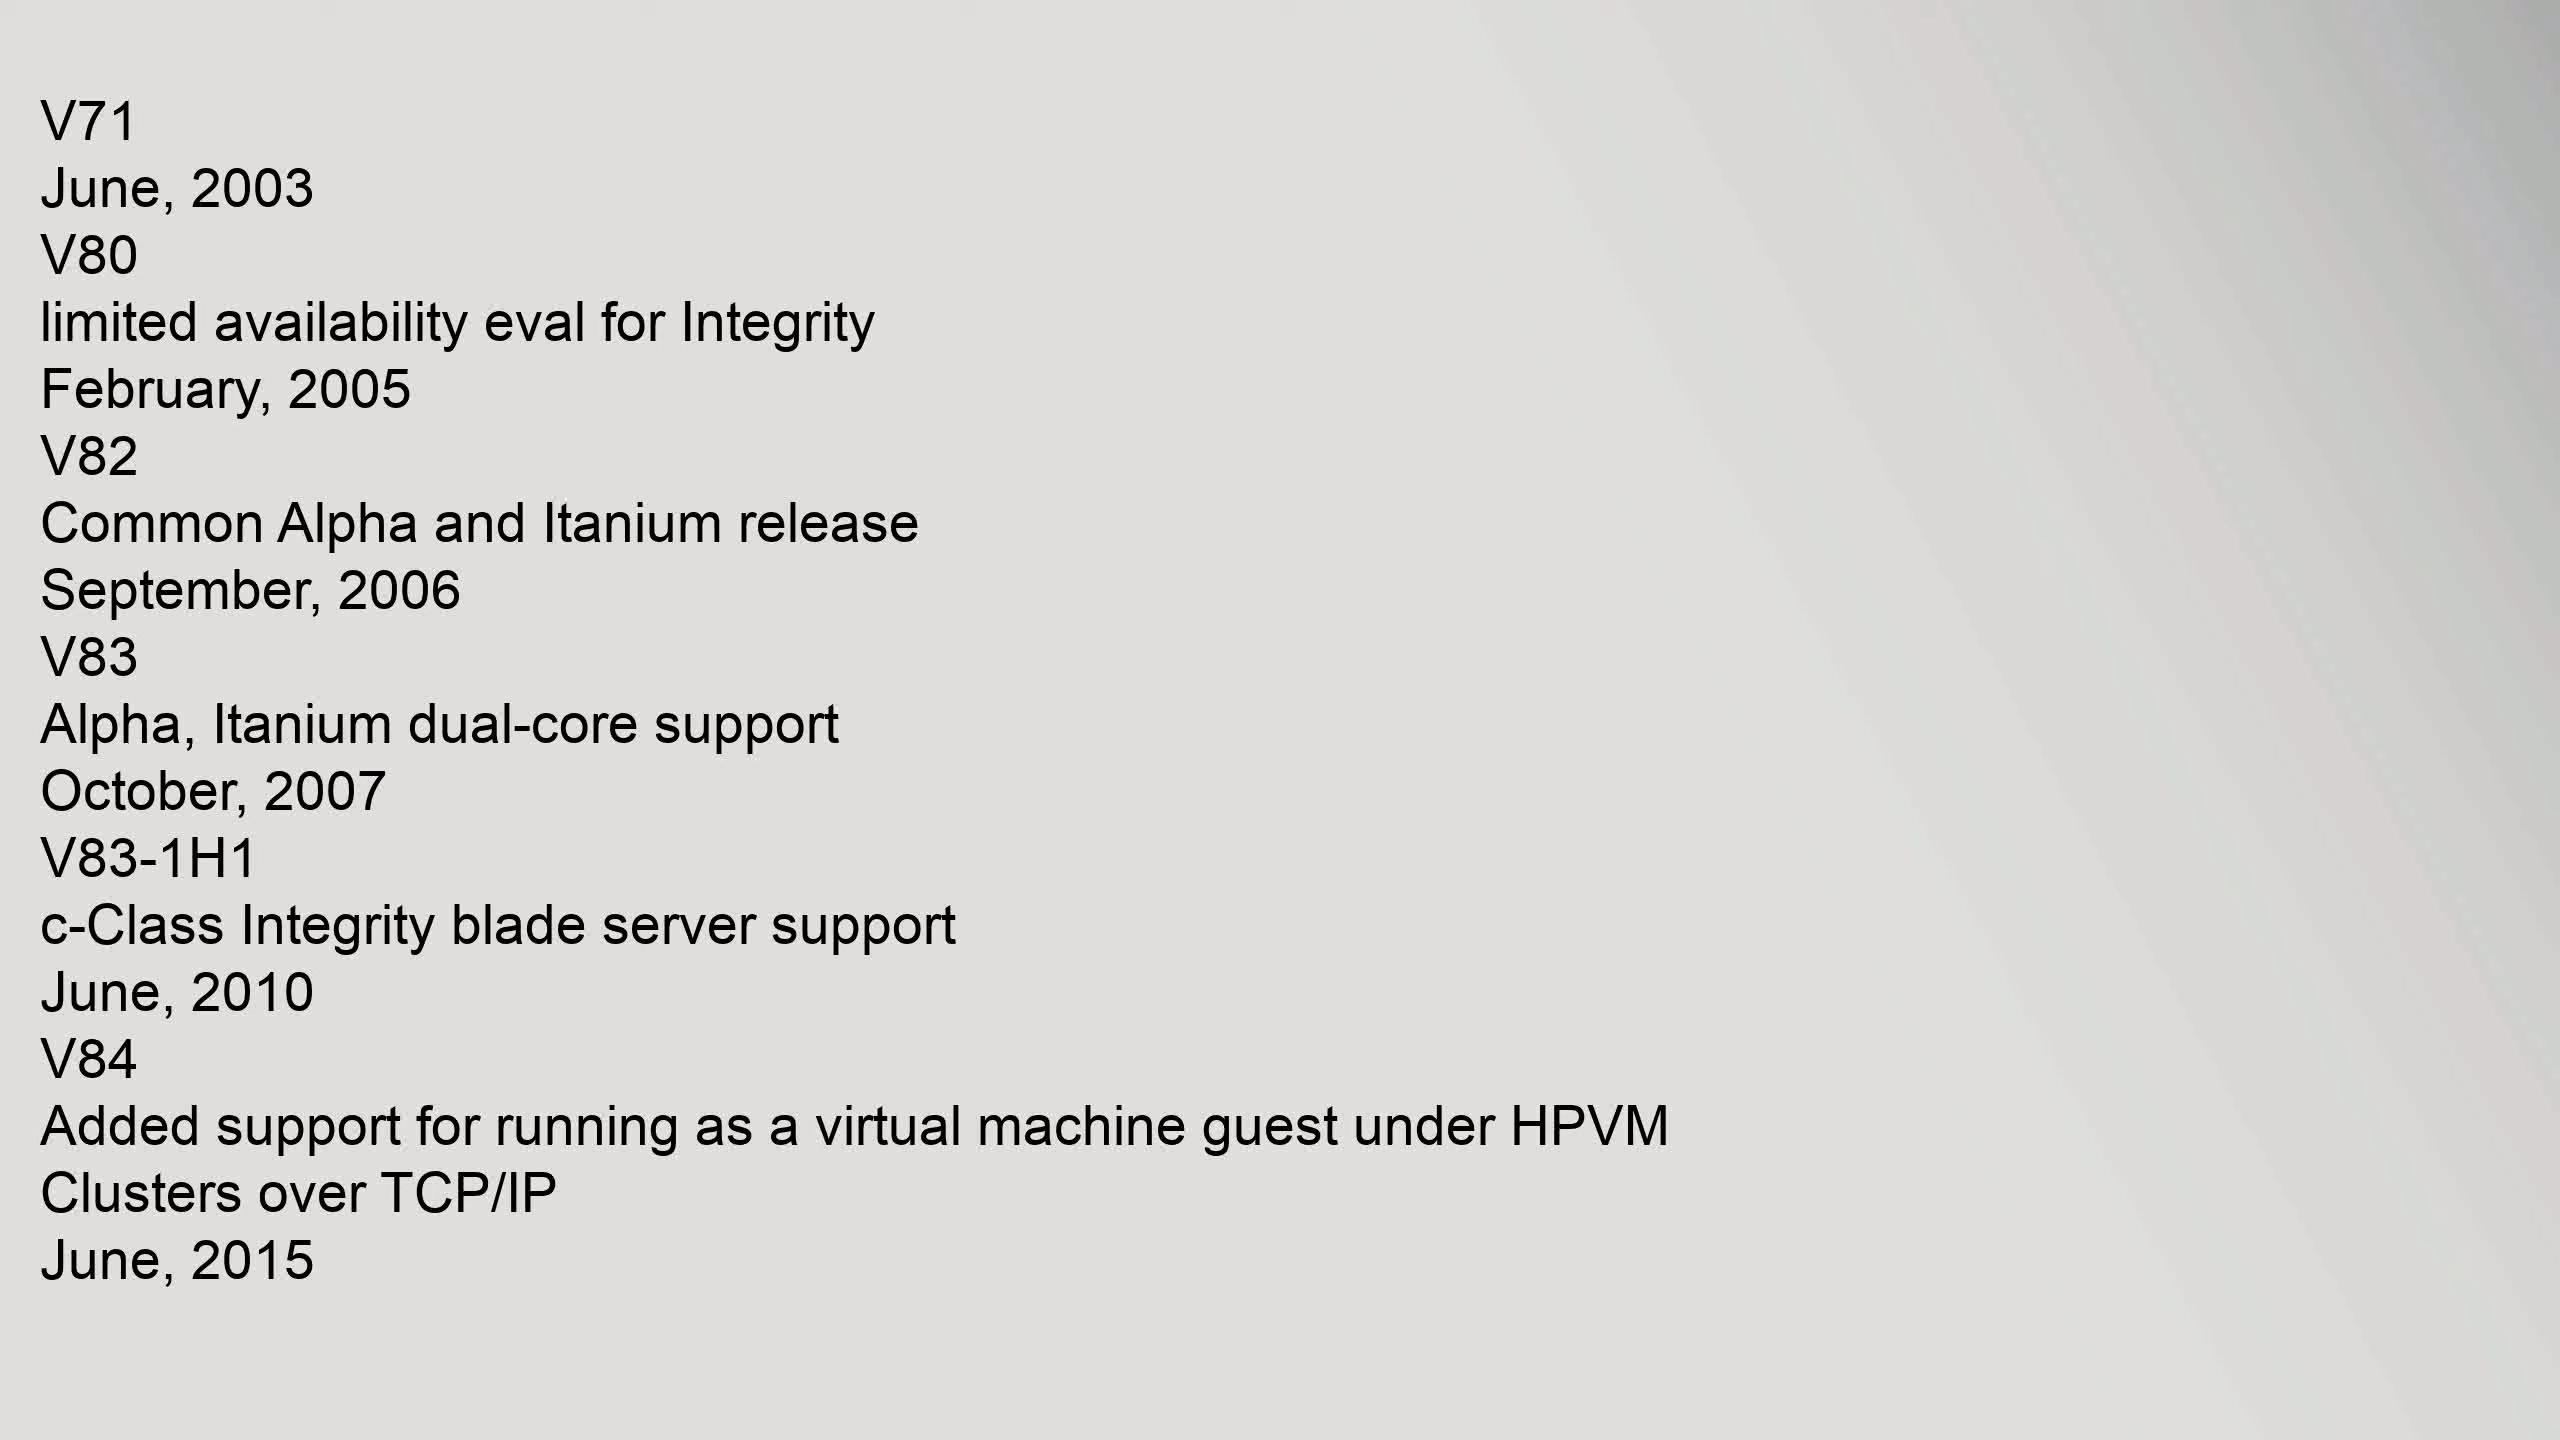 V71
June, 2003
V80
limited availability eval for Integrity
February, 2005
V82
Common Alpha and Itanium release
September, 2006
V83
Alpha, Itanium dual-core support
October, 2007
V83-1H1
c-Class Integrity blade server support
June, 2010
V84
Added support for running as a virtual machine guest under HPVM
Clusters over TCP/IP
June, 2015